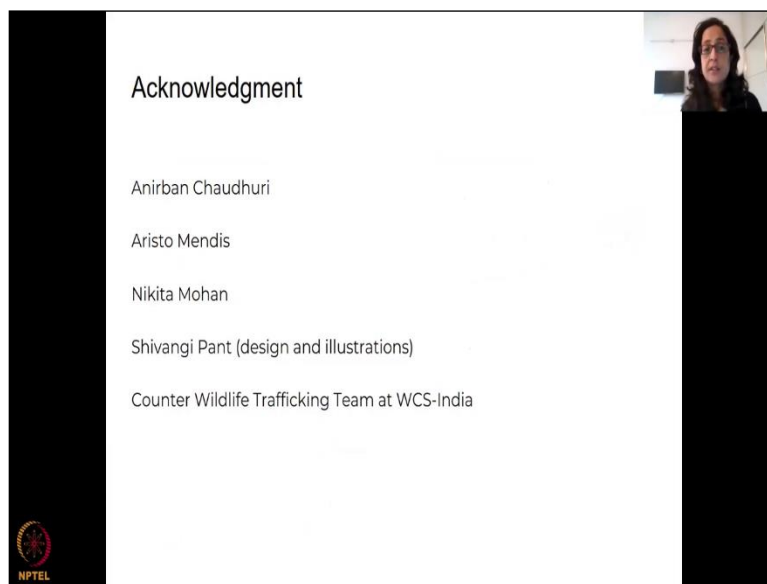 Acknowledgment
Anirban Chaudhuri
Aristo Mendis
Nikita Mohan
Shivangi Pant (design and illustrations)
Counter Wildlife Trafficking Team at WCS-India
NPTEL